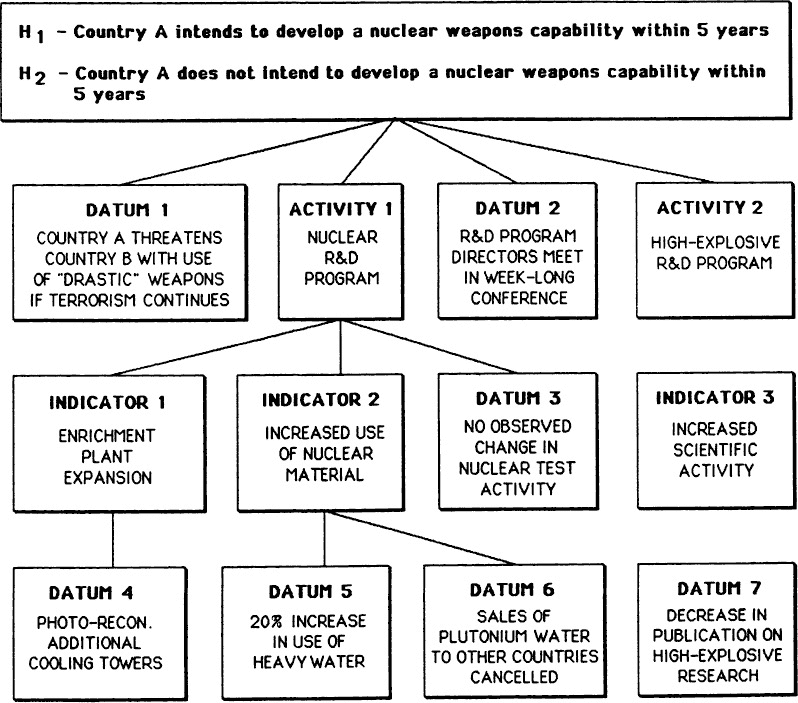 H1 – Country A intends to develop a nuclear weapons capability within 5 years
H2 – Country A does not intend to develop a nuclear weapons capability within
5 years
DATUM 1
COUNTRY A THREATENS
COUNTRY B WITH USE
OF "DRASTIC" WEAPONS
IF TERRORISM CONTINUES
ACTIVITY 1
NUCLEAR
R&D
PROGRAM
DATUM 2
R&D PROGRAM
DIRECTORS MEET
IN WEEK-LONG
CONFERENCE
ACTIVITY 2
HIGH-EXPLOSIVE
R&D PROGRAM
INDICATOR 1
ENRICHMENT
PLANT
EXPANSION
INDICATOR 2
INCREASED USE
OF NUCLEAR
MATERIAL
DATUM 3
NO OBSERVED
CHANGE IN
NUCLEAR TEST
ACTIVITY
INDICATOR 3
INCREASED
SCIENTIFIC
ACTIVITY
DATUM 4
PHOTO-RECON.
ADDITIONAL
COOLING TOWERS
DATUM 5
20% INCREASE
IN USE OF
HEAVY WATER
DATUM 6
SALES OF
PLUTONIUM WATER
TO OTHER COUNTRIES
CANCELLED
DATUM 7
DECREASE IN
PUBLICATION ON
HIGH-EXPLOSIVE
RESEARCH